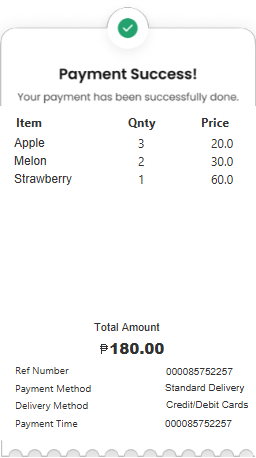 Payment Success!
Your payment has been successfully done.
Item Qnty Price
Apple 3 20.0
Melon 2 30.0
Strawberry 1 60.0
Total Amount
₱180.00
Ref Number 000085752257
Payment Method Standard Delivery
Delivery Method Credit/Debit Cards
Payment Time 000085752257